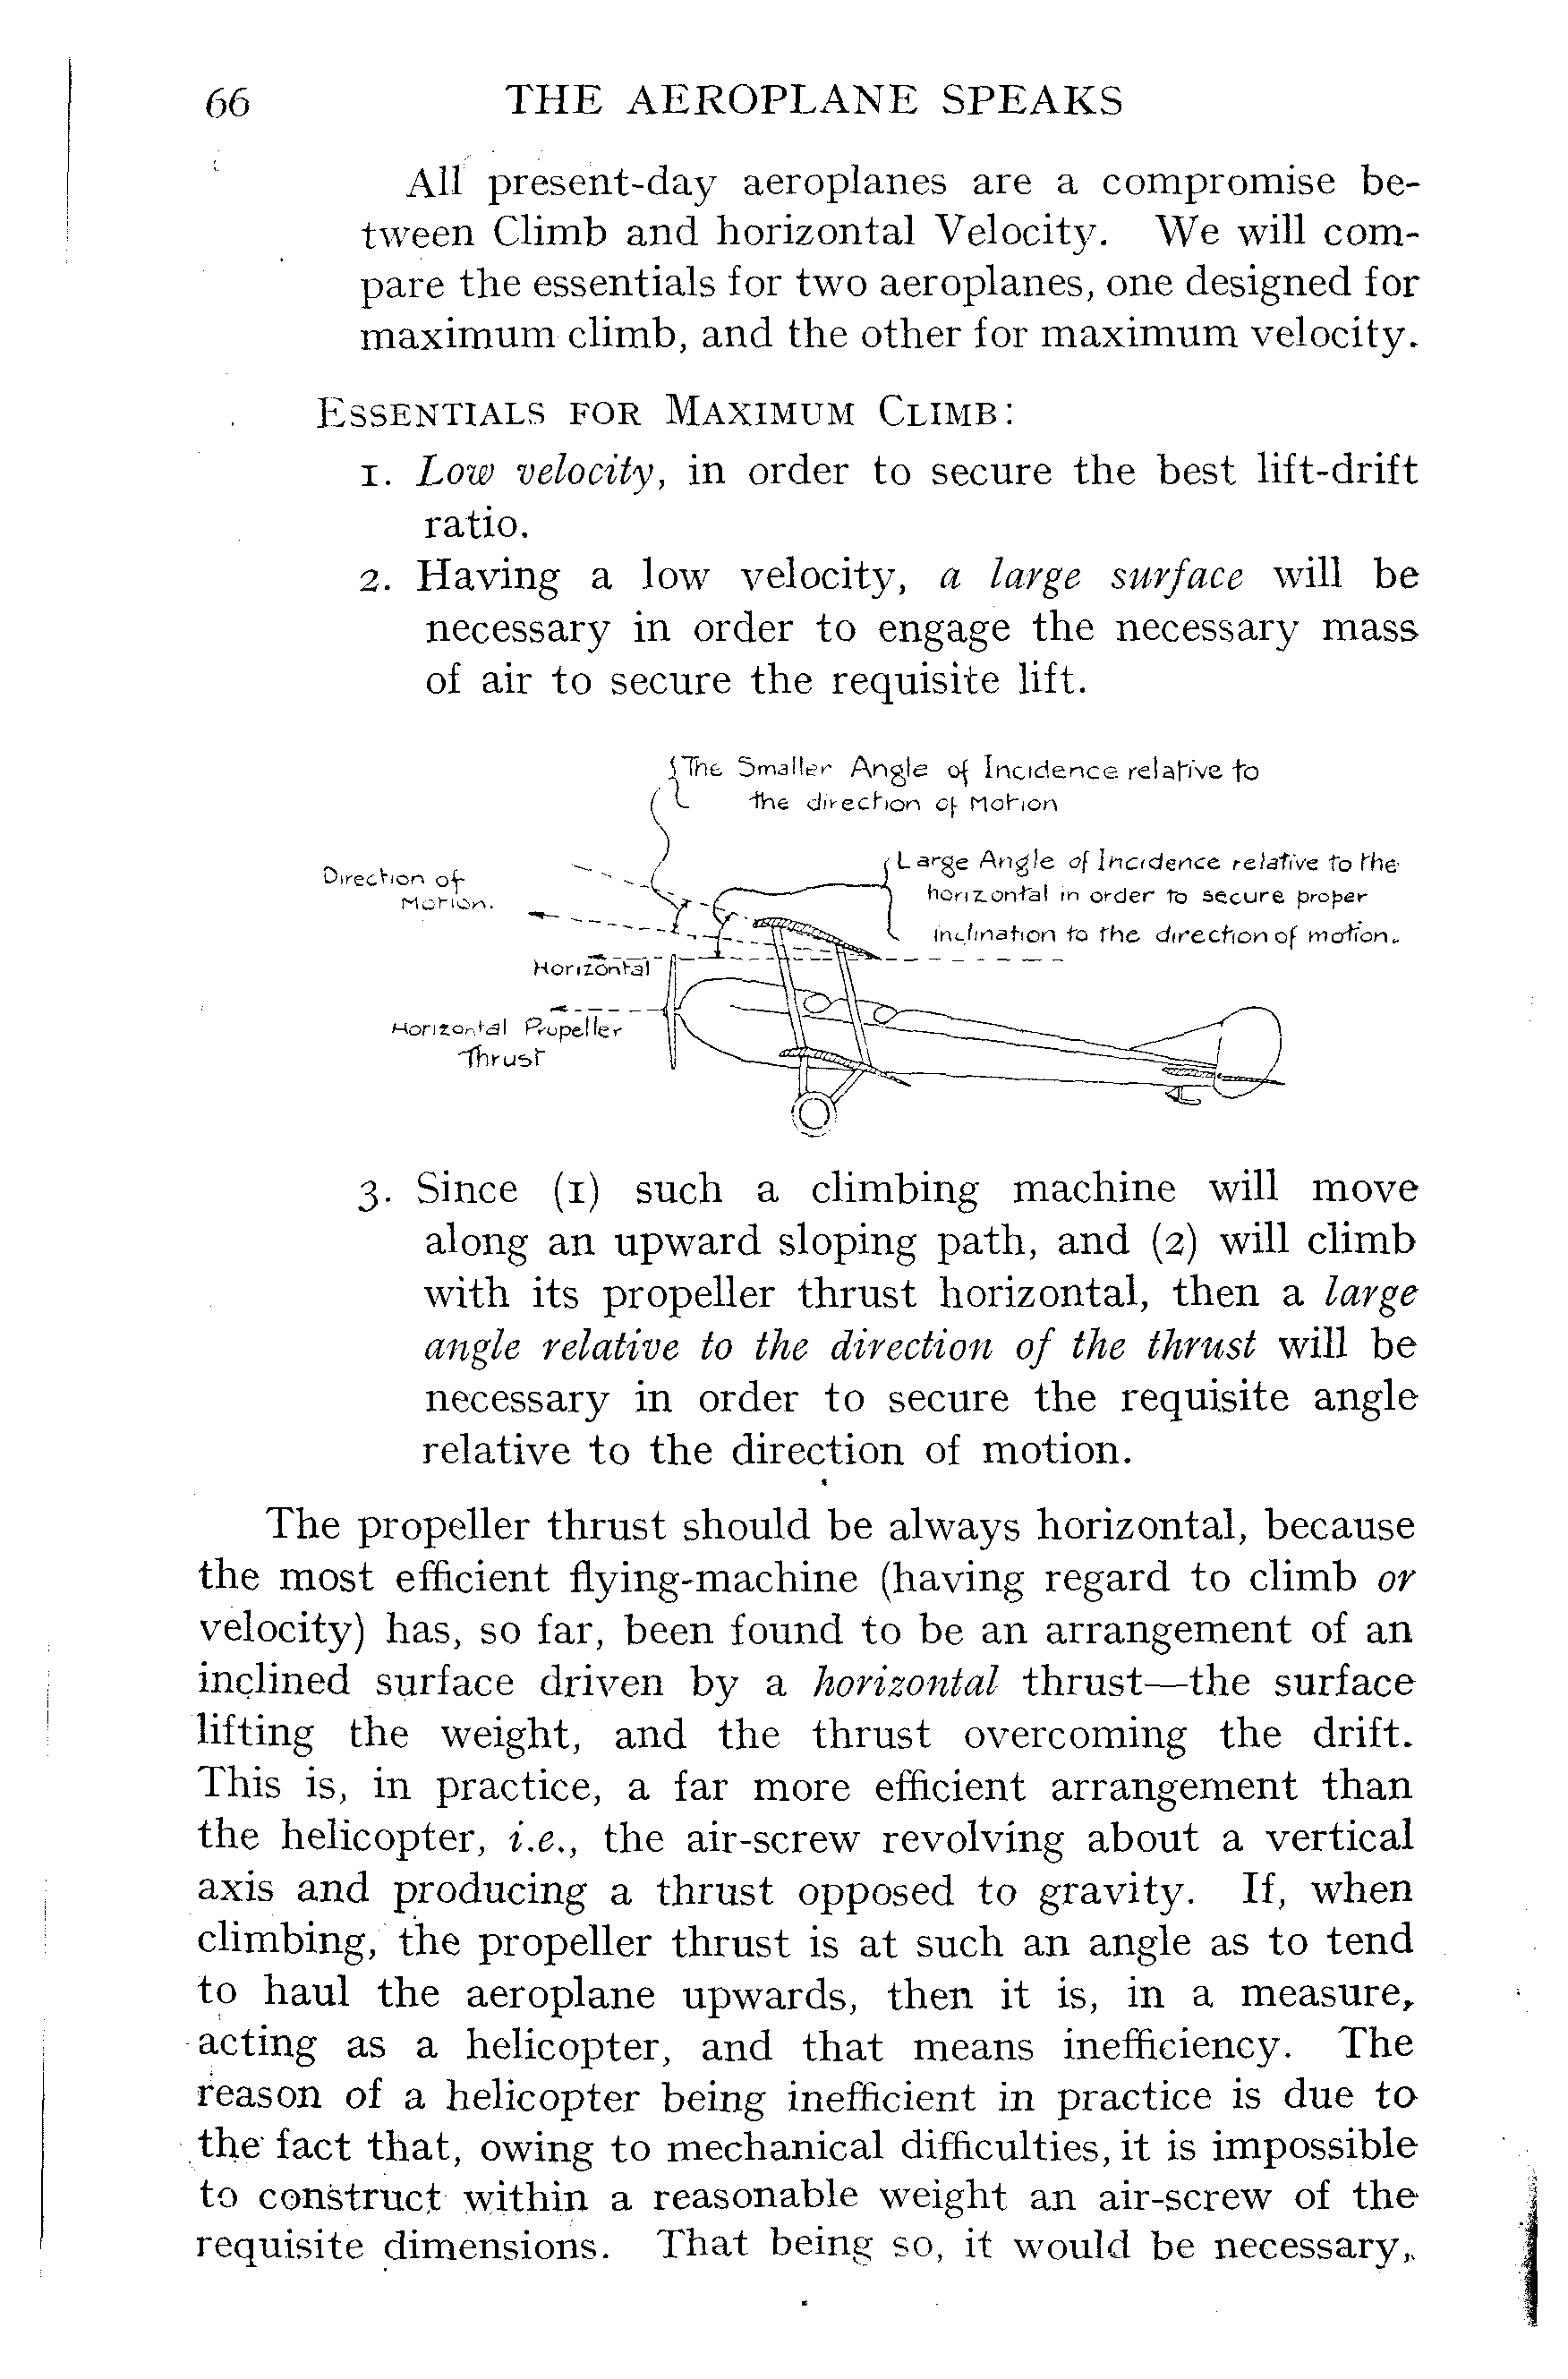 66 THE AEROPLANE SPEAKS
All present-day aeroplanes are a compromise be-
tween Climb and horizontal Velocity. We will com-
pare the essentials for two aeroplanes, one designed for
maximum climb, and the other for maximum velocity.
ESSENTIALS FOR MAXIMUM CLIMB:
1. Low velocity, in order to secure the best lift-drift
ratio.
2. Having a low velocity, a large surface will be
necessary in order to engage the necessary mass
of air to secure the requisite lift.
The Smaller Angle of Incidence relative to
the direction of Motion
Large Angle of Incidence relative to the
horizontal in order to secure proper
inclination to the direction of motion.
Direction of
Motion.
Horizontal
Horizontal Propeller
Thrust
3. Since (1) such a climbing machine will move
along an upward sloping path, and (2) will climb
with its propeller thrust horizontal, then a large
angle relative to the direction of the thrust will be
necessary in order to secure the requisite angle
relative to the direction of motion.
The propeller thrust should be always horizontal, because
the most efficient flying-machine (having regard to climb or
velocity) has, so far, been found to be an arrangement of an
inclined surface driven by a horizontal thrust—the surface
lifting the weight, and the thrust overcoming the drift.
This is, in practice, a far more efficient arrangement than
the helicopter, i.e., the air-screw revolving about a vertical
axis and producing a thrust opposed to gravity. If, when
climbing, the propeller thrust is at such an angle as to tend
to haul the aeroplane upwards, then it is, in a measure,
acting as a helicopter, and that means inefficiency. The
reason of a helicopter being inefficient in practice is due to
the fact that, owing to mechanical difficulties, it is impossible
to construct within a reasonable weight an air-screw of the
requisite dimensions. That being so, it would be necessary,